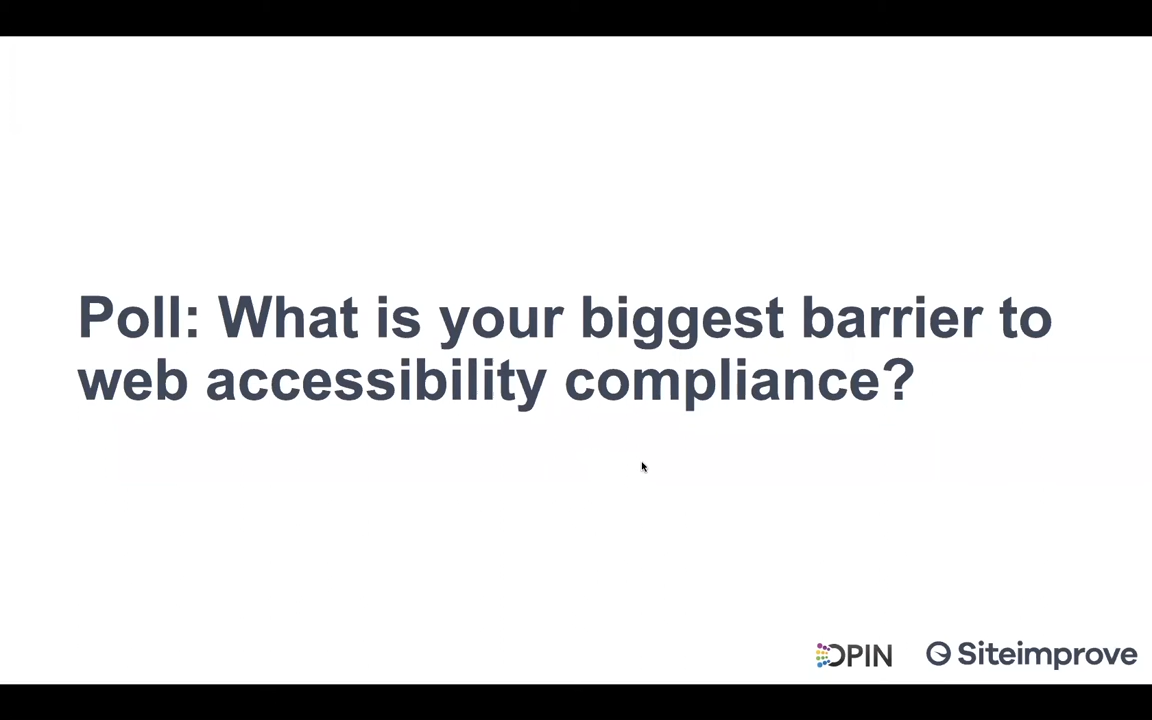 Poll: What is your biggest barrier to
web accessibility compliance?
OPIN
Siteimprove